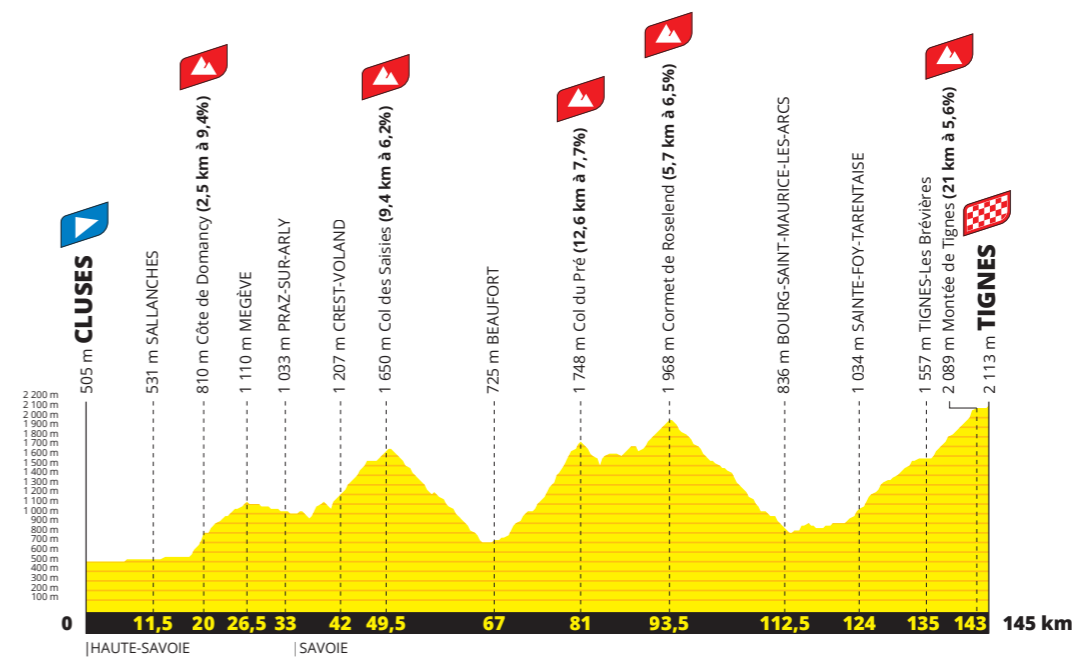 505 m CLUSES
531 m SALLANCHES
810 m Côte de Domancy (2,5 km à 9,4%)
1 110 m MEGÈVE
1 033 m PRAZ-SUR-ARLY
1 207 m CREST-VOLAND
1 650 m Col des Saisies (9,4 km à 6,2%)
725 m BEAUFORT
1 748 m Col du Pré (12,6 km à 7,7%)
1 968 m Cormet de Roselend (5,7 km à 6,5%)
836 m BOURG-SAINT-MAURICE-LES-ARCS
1 034 m SAINTE-FOY-TARENTAISE
1 557 m TIGNES-Les Brévières
2 089 m Montée de Tignes (21 km à 5,6%)
2 113 m TIGNES
2 200 m
2 100 m
2 000 m
1 900 m
1 800 m
1 700 m
1 600 m
1 500 m
1 400 m
1 300 m
1 200 m
1 100 m
1 000 m
900 m
800 m
700 m
600 m
500 m
400 m
300 m
200 m
100 m
0 11,5 20 26,5 33 42 49,5 67 81 93,5 112,5 124 135 143 145 km
HAUTE-SAVOIE SAVOIE